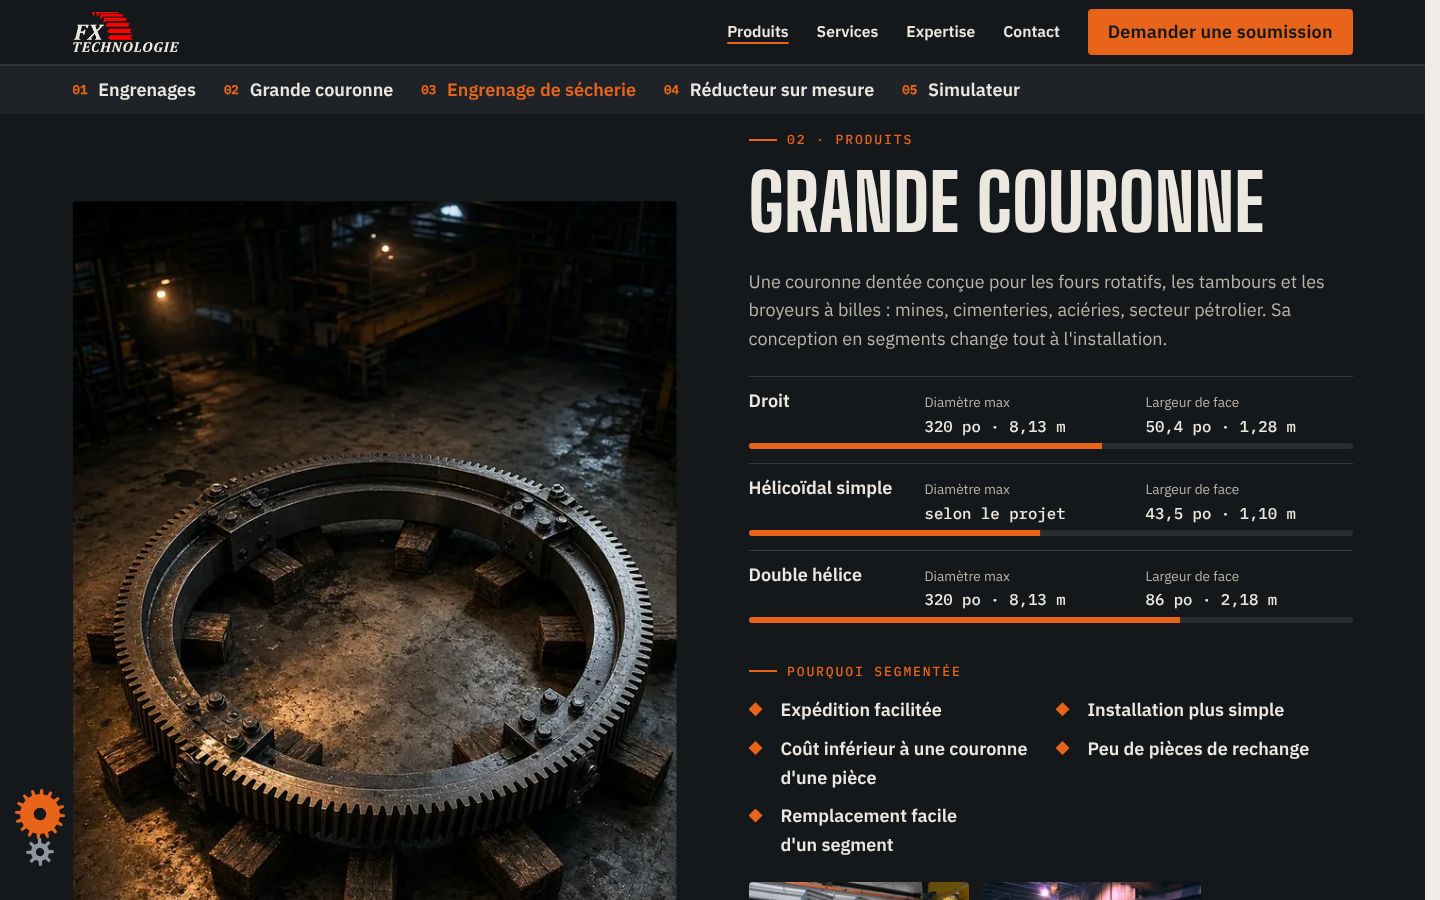 FX
TECHNOLOGIE
Produits
Services
Expertise
Contact
Demander une soumission
01 Engrenages
02 Grande couronne
03 Engrenage de sécherie
04 Réducteur sur mesure
05 Simulateur
02 · PRODUITS
GRANDE COURONNE
Une couronne dentée conçue pour les fours rotatifs, les tambours et les
broyeurs à billes : mines, cimenteries, aciéries, secteur pétrolier. Sa
conception en segments change tout à l'installation.
Droit
Diamètre max
320 po · 8,13 m
Largeur de face
50,4 po · 1,28 m
Hélicoïdal simple
Diamètre max
selon le projet
Largeur de face
43,5 po · 1,10 m
Double hélice
Diamètre max
320 po · 8,13 m
Largeur de face
86 po · 2,18 m
POURQUOI SEGMENTÉE
Expédition facilitée
Installation plus simple
Coût inférieur à une couronne
d'une pièce
Peu de pièces de rechange
Remplacement facile
d'un segment